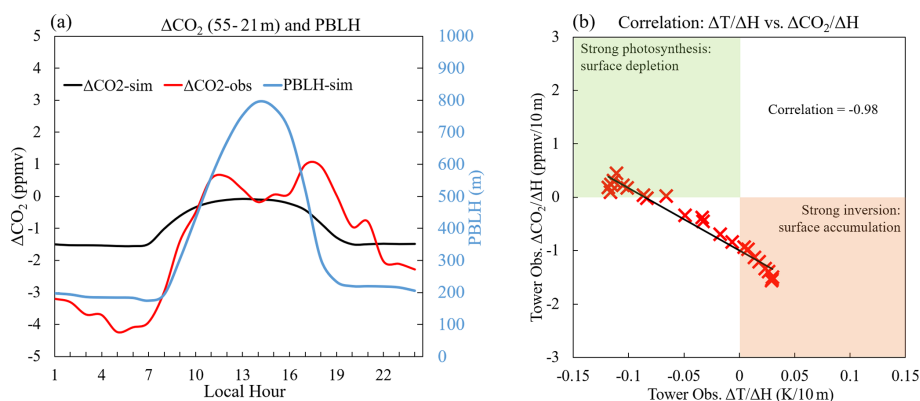 (a)
ΔCO₂ (55- 21 m) and PBLH
ΔCO2-sim ΔCO2-obs PBLH-sim
ΔCO₂ (ppmv)
5
4
3
2
1
0
-1
-2
-3
-4
-5
1000
900
800
700
600
500
400
300
200
100
0
PBLH (m)
1 4 7 10 13 16 19 22
Local Hour
(b)
Correlation: ΔT/ΔH vs. ΔCO₂/ΔH
Strong photosynthesis:
surface depletion
Correlation = -0.98
Strong inversion:
surface accumulation
Tower Obs. ΔCO₂/ΔH (ppmv/10 m)
3
2
1
0
-1
-2
-3
-0.15 -0.1 -0.05 0 0.05 0.1 0.15
Tower Obs. ΔT/ΔH (K/10 m)